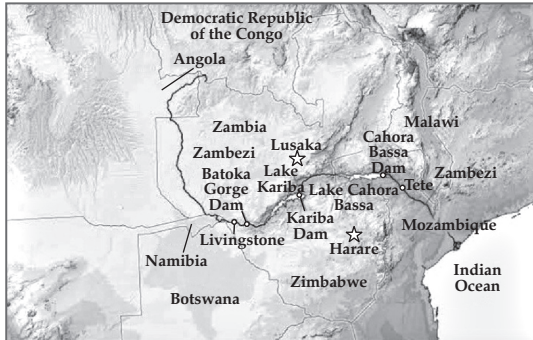 Democratic Republic
of the Congo
Angola
Zambia
Malawi
Lusaka
Cahora
Bassa
Dam
Zambezi
Lake
Kariba
Batoka
Gorge
Dam
Zambezi
Tete
Lake Cahora
Bassa
Kariba
Dam
Mozambique
Livingstone
Harare
Namibia
Indian
Ocean
Zimbabwe
Botswana